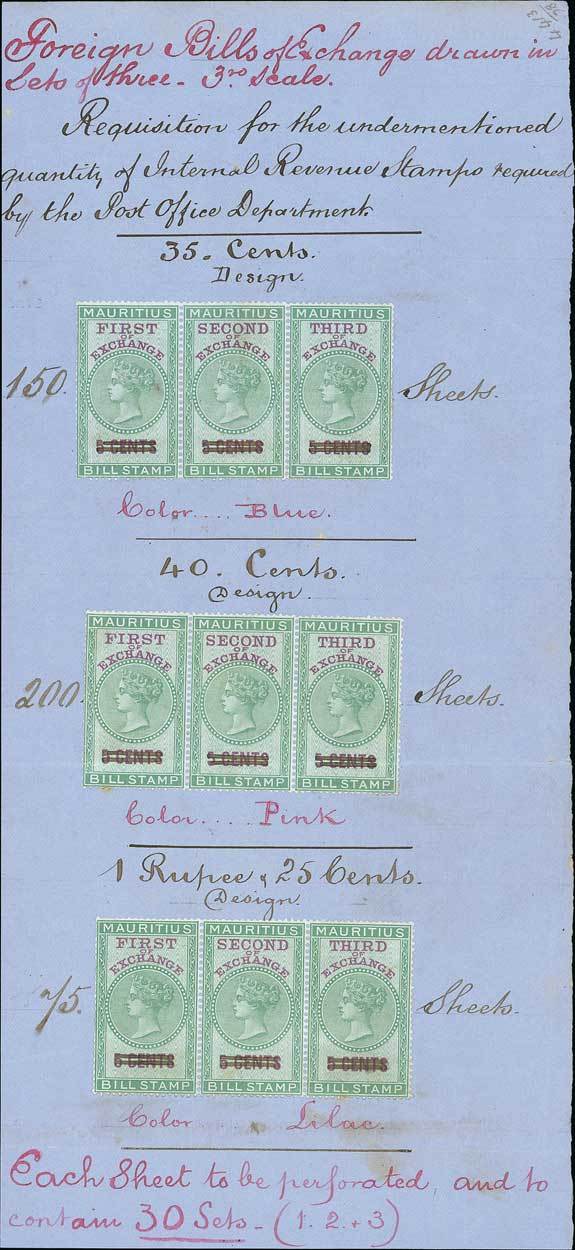 Foreign Bills of Exchange drawn in
Sets of three - 3rd Scale.
Requisition for the undermentioned
quantity of Internal Revenue Stamps required
by the Post Office Department.
35. Cents.
Design.
MAURITIUS MAURITIUS MAURITIUS
FIRST SECOND THIRD
OF OF OF
EXCHANGE EXCHANGE EXCHANGE
150. Sheets.
5 CENTS 5 CENTS 5 CENTS
BILL STAMP BILL STAMP BILL STAMP
Color .... Blue.
40. Cents.
Design.
MAURITIUS MAURITIUS MAURITIUS
FIRST SECOND THIRD
OF OF OF
EXCHANGE EXCHANGE EXCHANGE
200. Sheets.
5 CENTS 5 CENTS 5 CENTS
BILL STAMP BILL STAMP BILL STAMP
Color .... Pink
1 Rupee & 25 Cents.
Design.
MAURITIUS MAURITIUS MAURITIUS
FIRST SECOND THIRD
OF OF OF
EXCHANGE EXCHANGE EXCHANGE
75. Sheets.
5 CENTS 5 CENTS 5 CENTS
BILL STAMP BILL STAMP BILL STAMP
Color Lilac.
Each Sheet to be perforated, and to
contain 30 Sets - (1. 2. + 3)